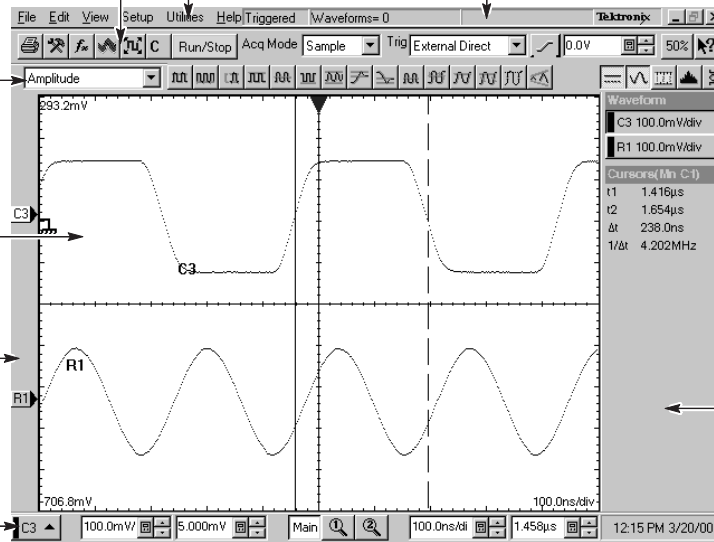 File Edit View Setup Utilities Help Triggered Waveforms= 0 Tektronix
C Run/Stop Acq Mode Sample Trig External Direct 0.0V 50%
Amplitude
293.2mV
Waveform
C3 100.0mV/div
R1 100.0mV/div
Cursors(Mn C1)
t1 1.416µs
t2 1.654µs
Δt 238.0ns
1/Δt 4.202MHz
C3
C3
R1
R1
-706.8mV
100.0ns/div
C3 100.0mV/ 5.000mV Main 1 2 100.0ns/di 1.458µs 12:15 PM 3/20/00